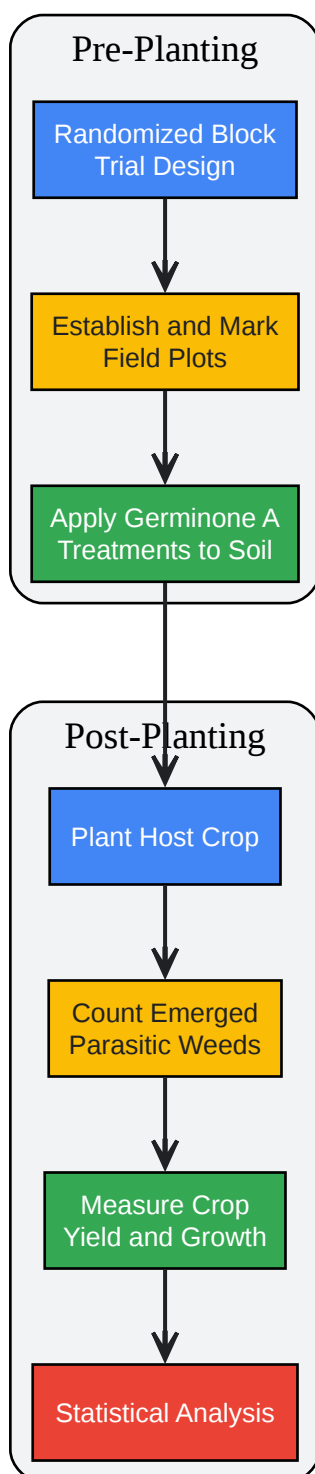 Pre-Planting
Randomized Block
Trial Design
Establish and Mark
Field Plots
Apply Germinone A
Treatments to Soil
Post-Planting
Plant Host Crop
Count Emerged
Parasitic Weeds
Measure Crop
Yield and Growth
Statistical Analysis